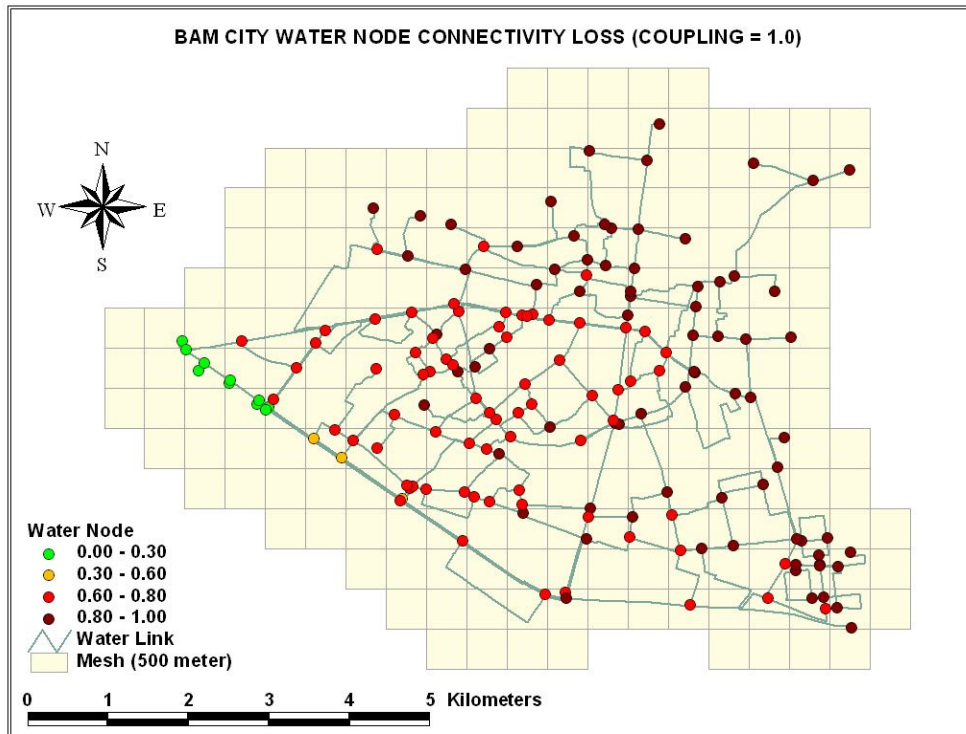 BAM CITY WATER NODE CONNECTIVITY LOSS (COUPLING = 1.0)
N
W E
S
Water Node
0.00 - 0.30
0.30 - 0.60
0.60 - 0.80
0.80 - 1.00
Water Link
Mesh (500 meter)
0 1 2 3 4 5 Kilometers